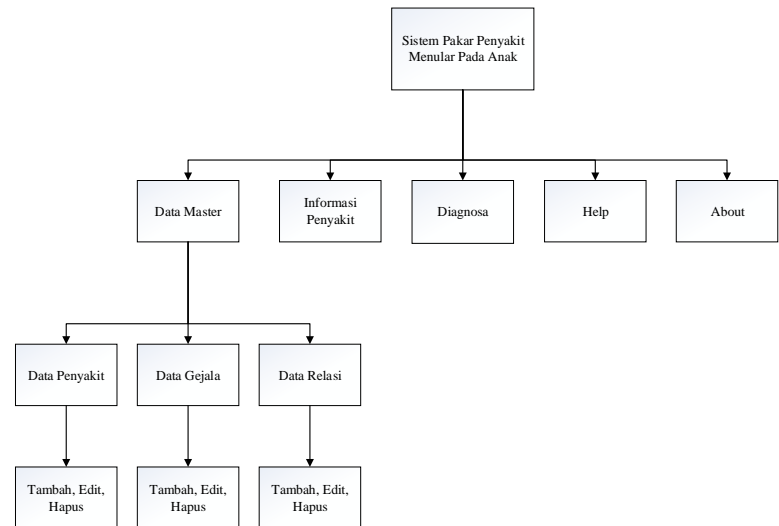 Sistem Pakar Penyakit
Menular Pada Anak
Data Master
Informasi
Penyakit
Diagnosa
Help
About
Data Penyakit
Data Gejala
Data Relasi
Tambah, Edit,
Hapus
Tambah, Edit,
Hapus
Tambah, Edit,
Hapus